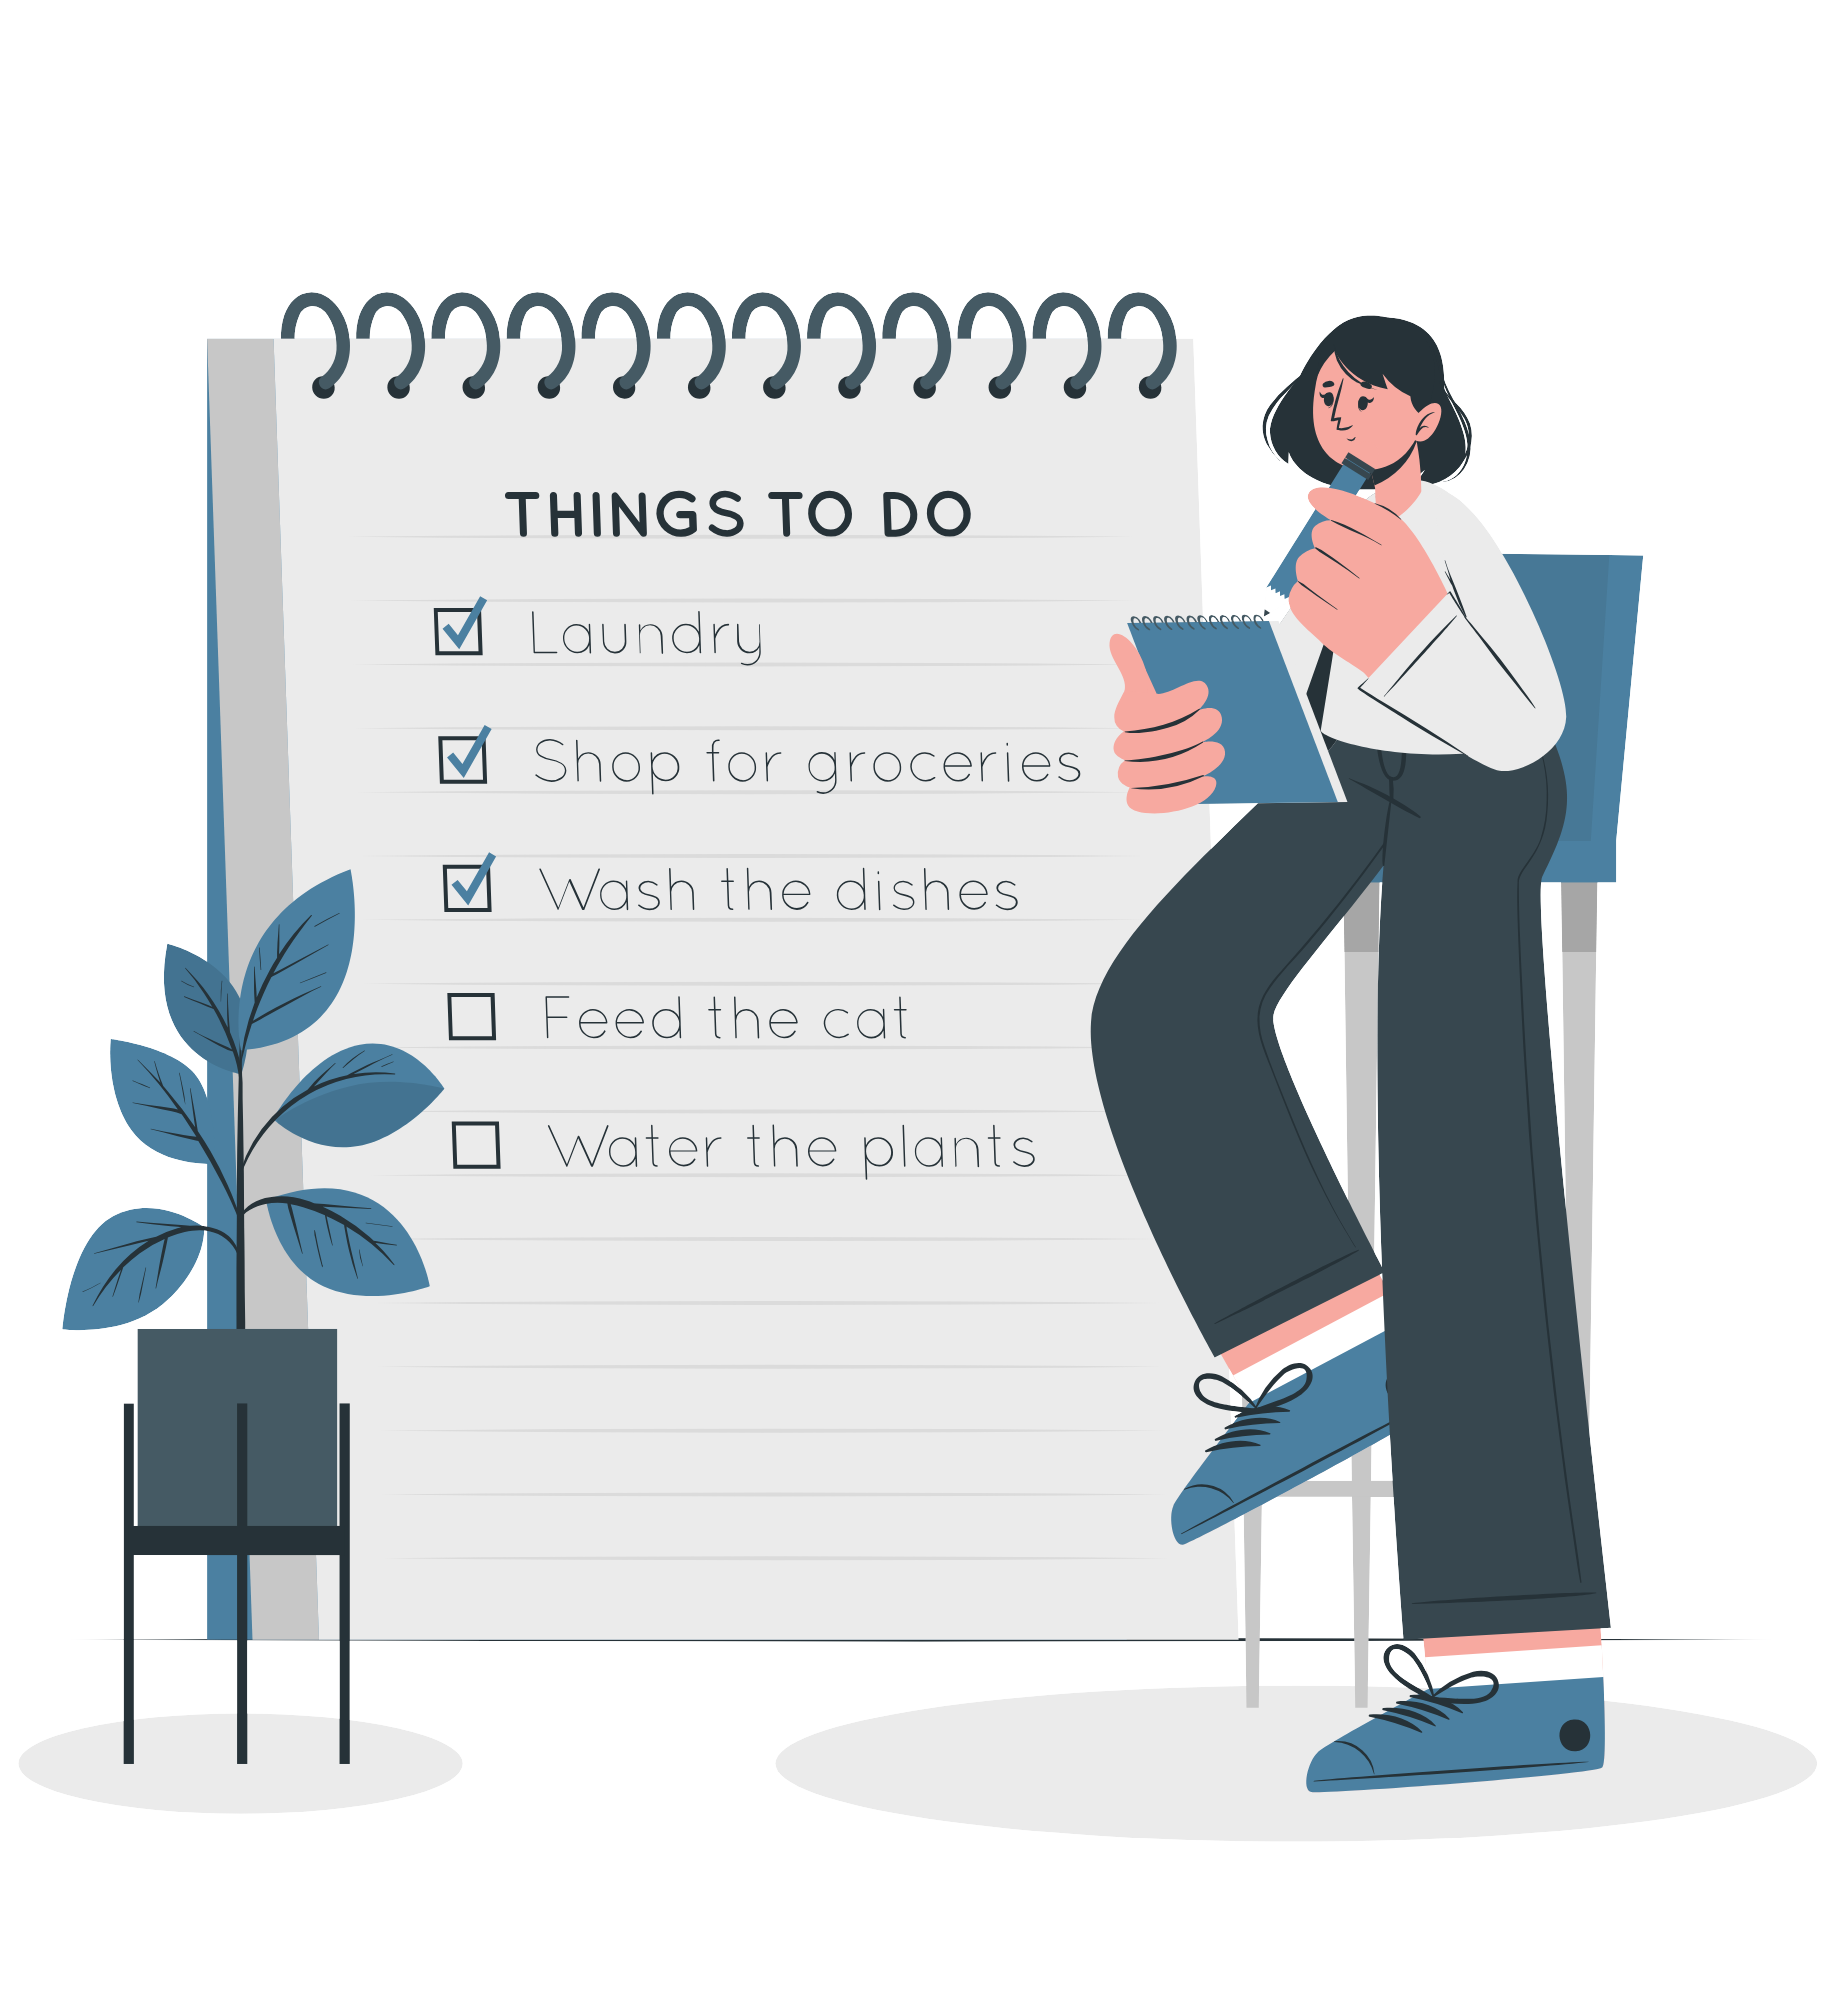 THINGS TO DO
Laundry
Shop for groceries
Wash the dishes
Feed the cat
Water the plants